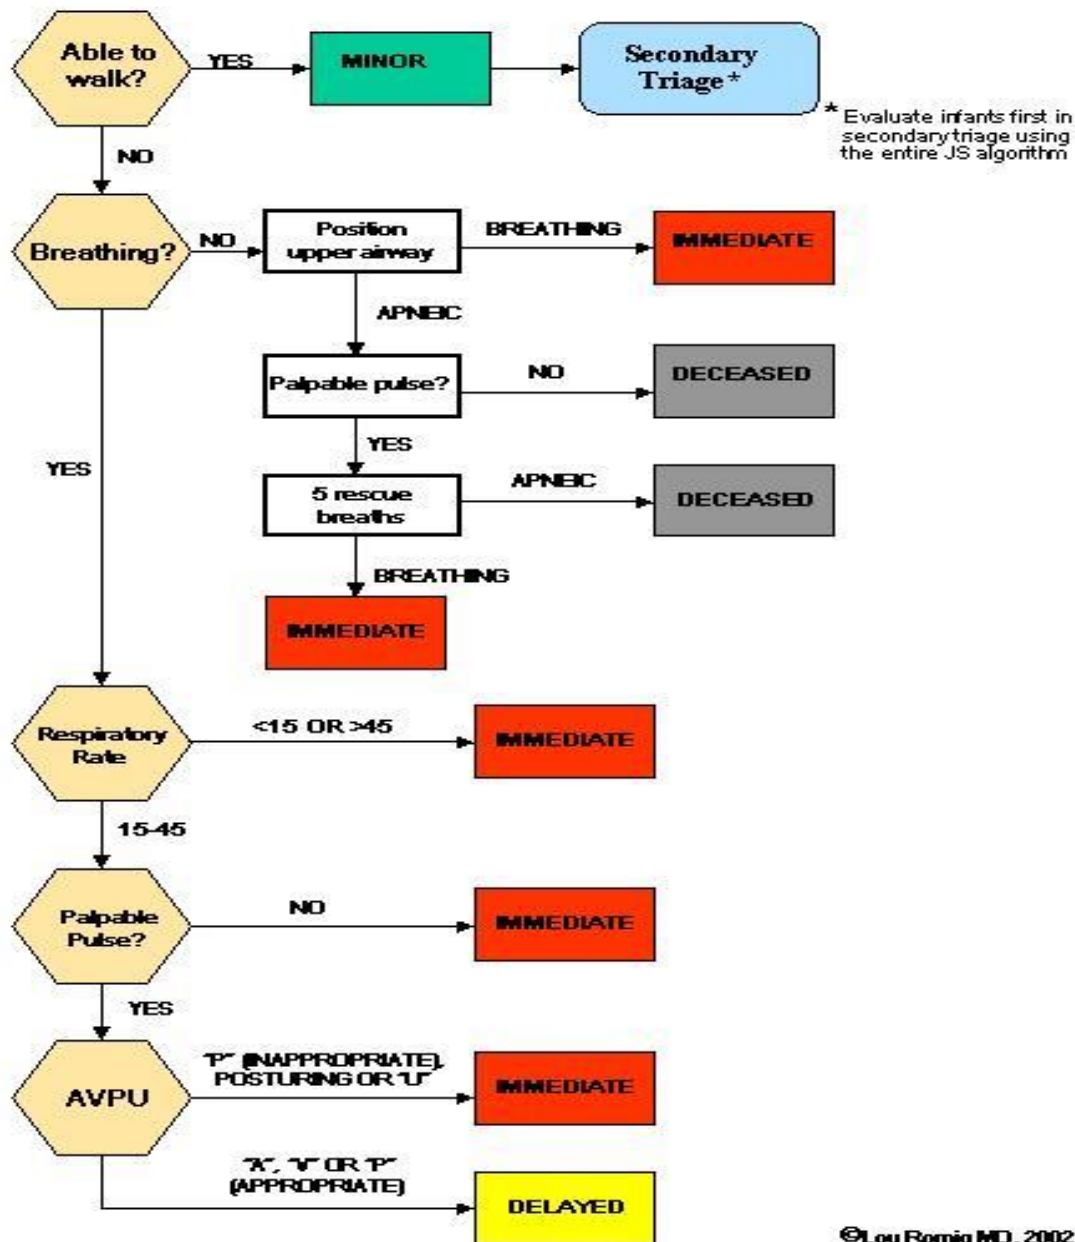 Able to
walk?
YES
MINOR
Secondary
Triage*
* Evaluate infants first in
secondary triage using
the entire JS algorithm
NO
Breathing?
NO
Position
upper airway
BREATHING
IMMEDIATE
APNEIC
Palpable pulse?
NO
DECEASED
YES
YES
5 rescue
breaths
APNEIC
DECEASED
BREATHING
IMMEDIATE
Respiratory
Rate
<15 OR >45
IMMEDIATE
15-45
Palpable
Pulse?
NO
IMMEDIATE
YES
AVPU
"P" (INAPPROPRIATE),
POSTURING OR "U"
IMMEDIATE
"A", "V" OR "P"
(APPROPRIATE)
DELAYED
©Lou Romig MD, 2002